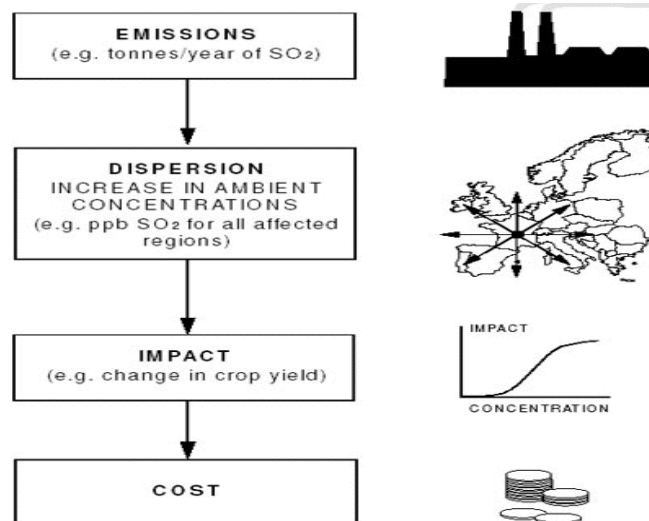 EMISSIONS
(e.g. tonnes/year of SO₂)
DISPERSION
INCREASE IN AMBIENT
CONCENTRATIONS
(e.g. ppb SO₂ for all affected
regions)
IMPACT
(e.g. change in crop yield)
IMPACT
CONCENTRATION
COST